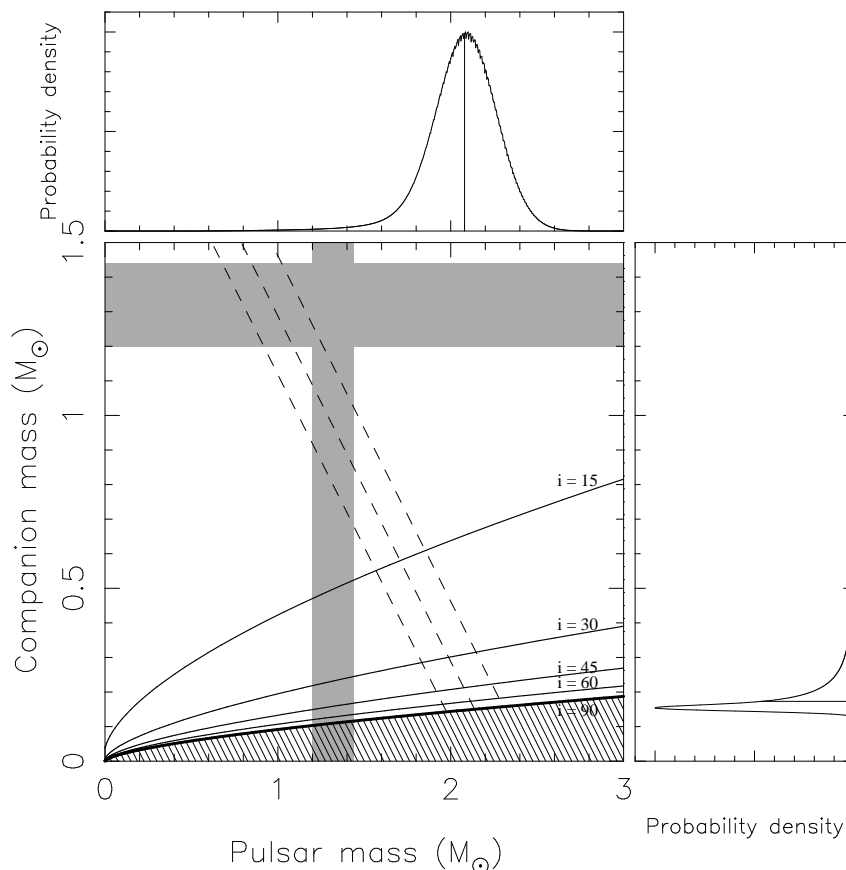 Probability density
1.5
1
0.5
0
Companion mass (M⊙)
i = 15
i = 30
i = 45
i = 60
i = 90
0 1 2 3
Pulsar mass (M⊙)
Probability density